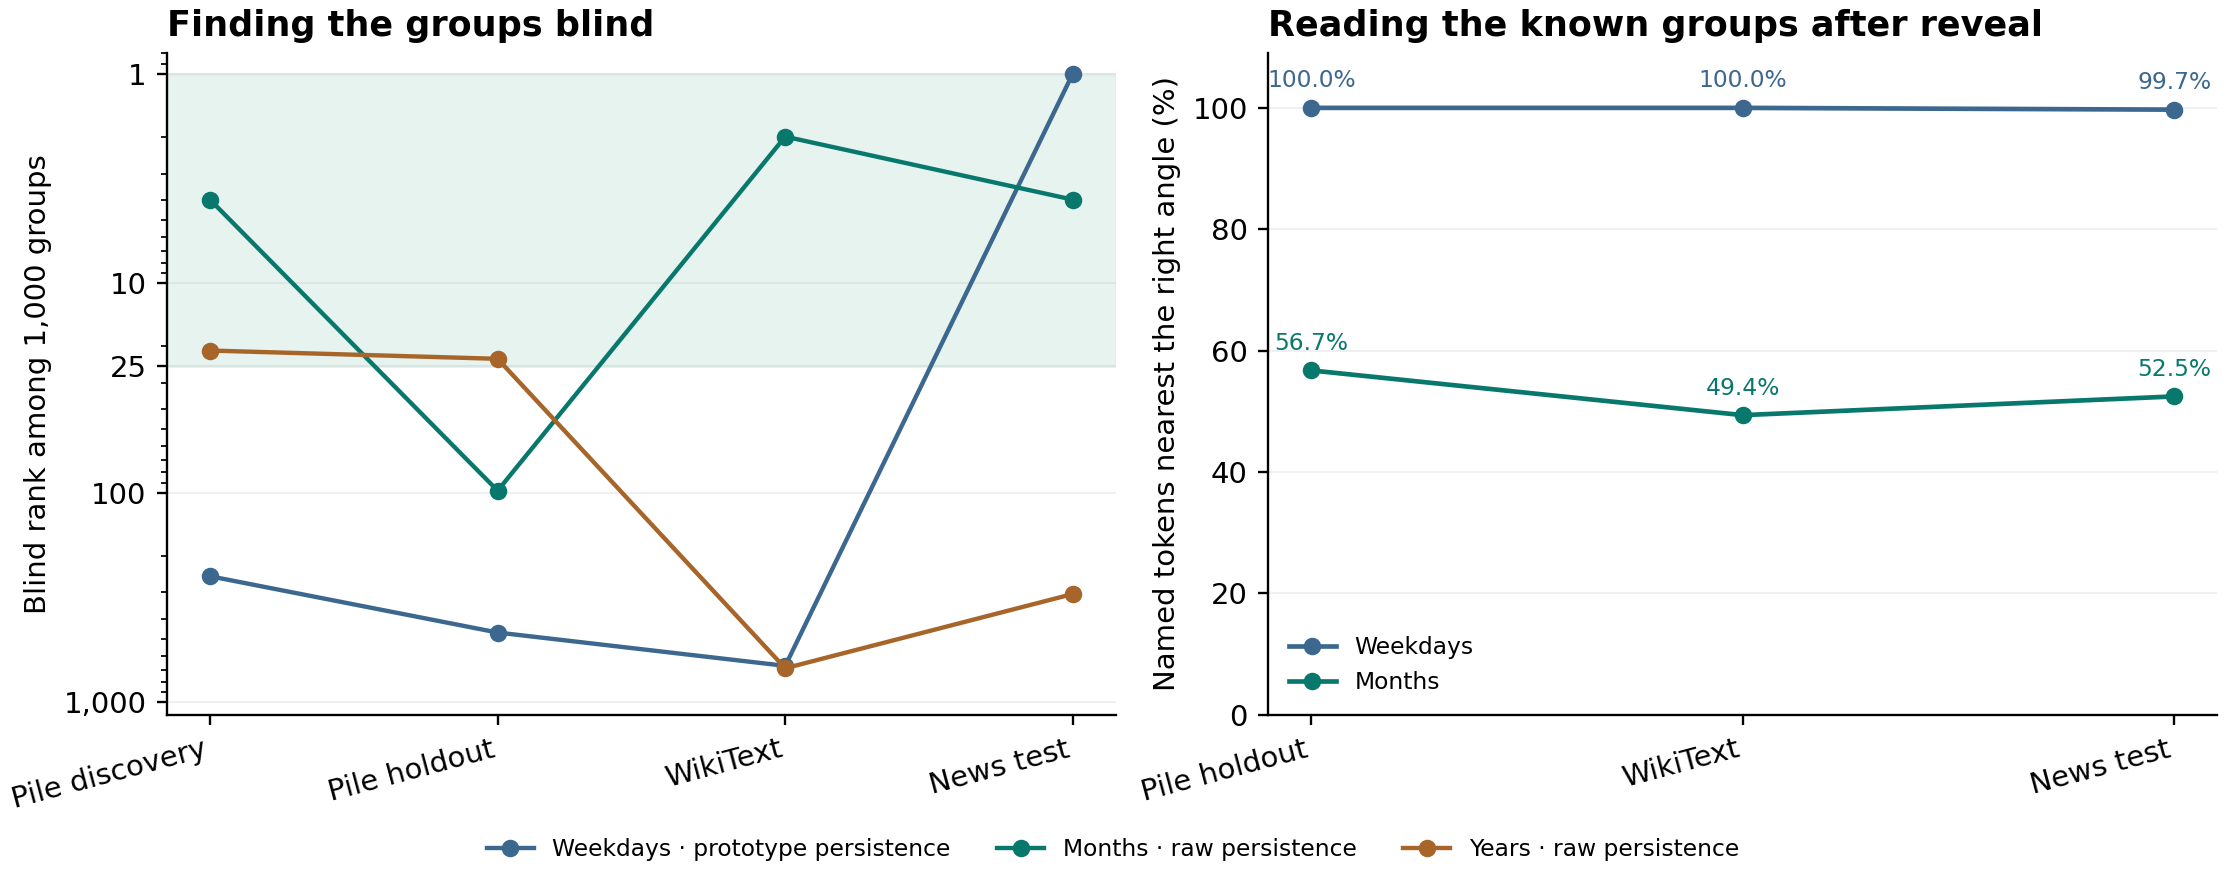 Finding the groups blind
Blind rank among 1,000 groups
1
10
25
100
1,000
Pile discovery
Pile holdout
WikiText
News test
Reading the known groups after reveal
Named tokens nearest the right angle (%)
100
80
60
40
20
0
100.0%
100.0%
99.7%
56.7%
49.4%
52.5%
Weekdays
Months
Pile holdout
WikiText
News test
Weekdays · prototype persistence
Months · raw persistence
Years · raw persistence